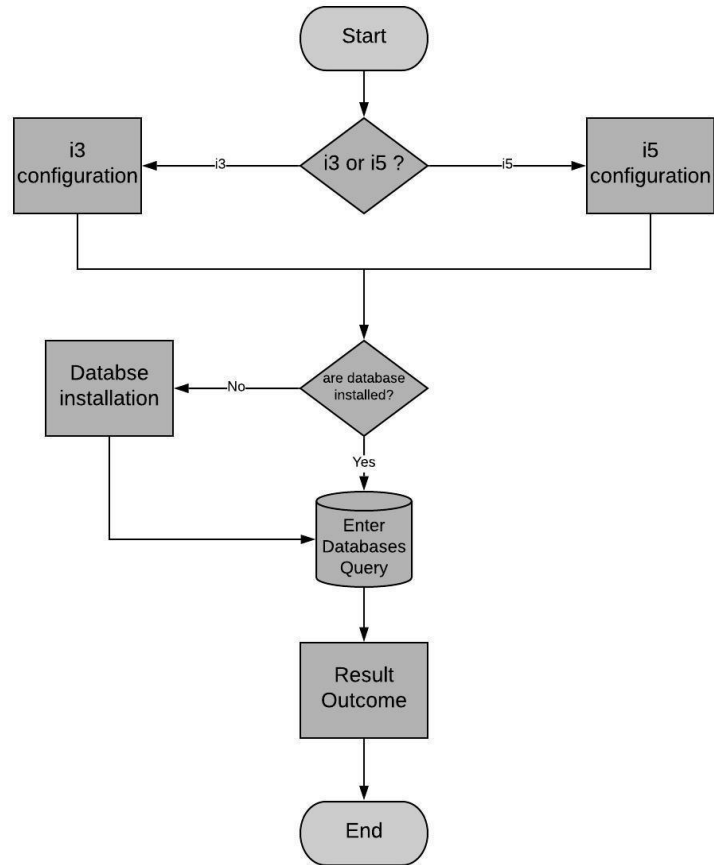 Start
i3
configuration
i3
i3 or i5 ?
i5
i5
configuration
Databse
installation
No
are database
installed?
Yes
Enter
Databases
Query
Result
Outcome
End